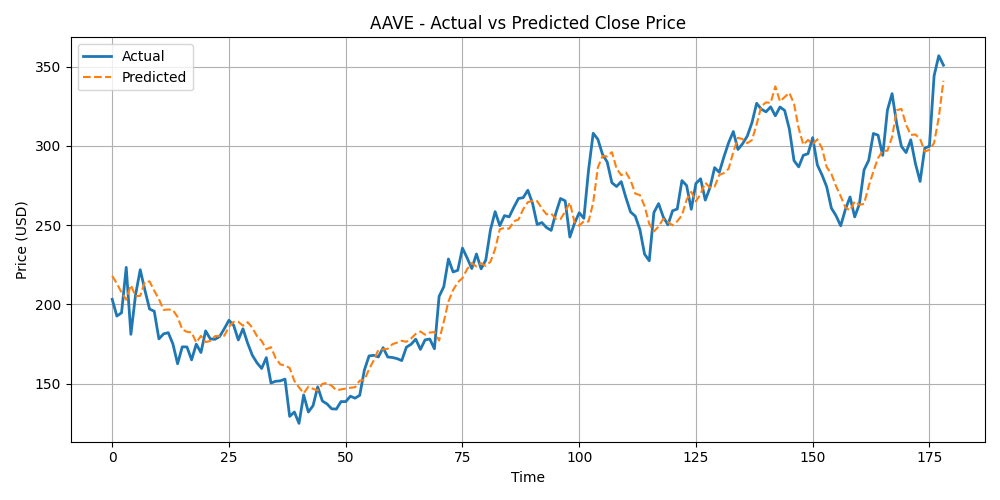 AAVE - Actual vs Predicted Close Price
Actual
Predicted
350
300
250
200
150
Price (USD)
0 25 50 75 100 125 150 175
Time